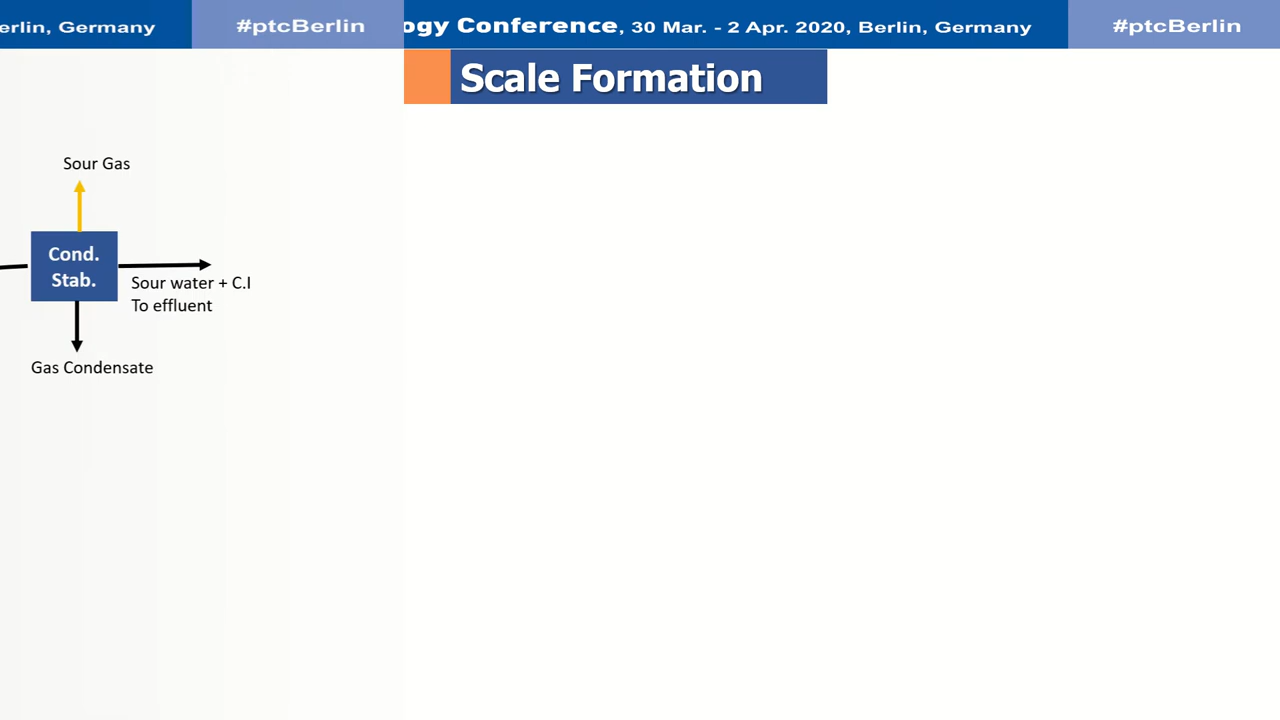 erlin, Germany
#ptcBerlin
ogy Conference, 30 Mar. - 2 Apr. 2020, Berlin, Germany
#ptcBerlin
Scale Formation
Sour Gas
Cond.
Stab.
Sour water + C.I
To effluent
Gas Condensate